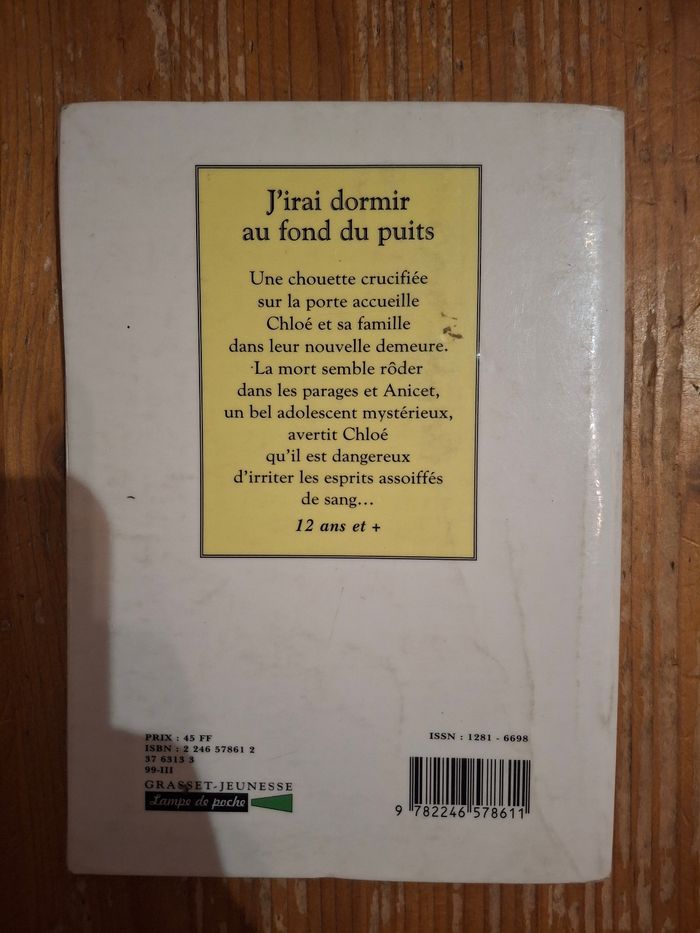 J'irai dormir
au fond du puits
Une chouette crucifiée
sur la porte accueille
Chloé et sa famille
dans leur nouvelle demeure.
La mort semble rôder
dans les parages et Anicet,
un bel adolescent mystérieux,
avertit Chloé
qu'il est dangereux
d'irriter les esprits assoiffés
de sang...
12 ans et +
PRIX : 45 FF
ISBN : 2 246 57861 2
37 6313 3
99-III
GRASSET-JEUNESSE
Lampe de poche
ISSN : 1281 - 6698
9 782246 578611